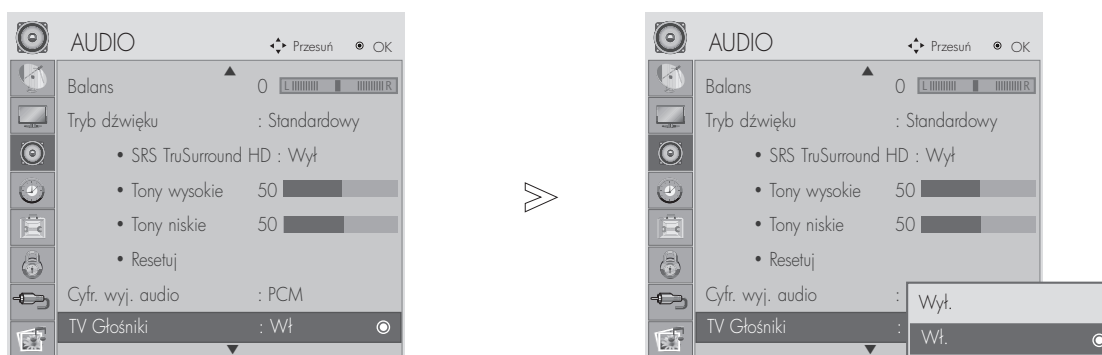 AUDIO Przesuń OK
Balans 0 L R
Tryb dźwięku : Standardowy
• SRS TruSurround HD : Wył
• Tony wysokie 50
• Tony niskie 50
• Resetuj
Cyfr. wyj. audio : PCM
TV Głośniki : Wł
AUDIO Przesuń OK
Balans 0 L R
Tryb dźwięku : Standardowy
• SRS TruSurround HD : Wył
• Tony wysokie 50
• Tony niskie 50
• Resetuj
Cyfr. wyj. audio :
TV Głośniki :
Wył.
Wł.